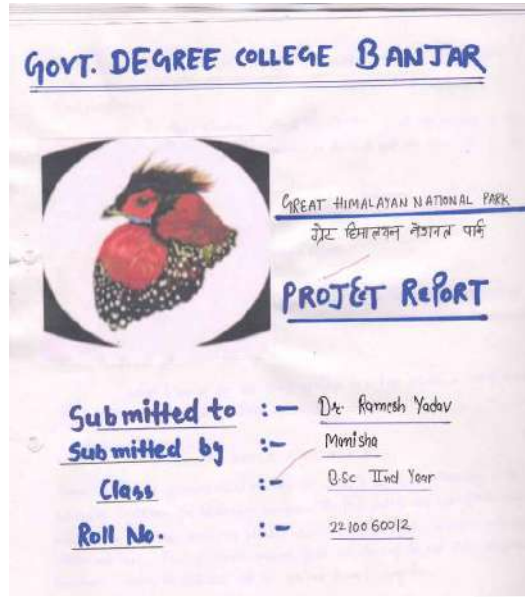 GOVT. DEGREE COLLEGE BANJAR
GREAT HIMALAYAN NATIONAL PARK
ग्रेट हिमालयन नेशनल पार्क
PROJECT REPORT
Submitted to :- Dr. Ramesh Yadav
Submitted by :- Manisha
Class :- B.Sc IInd Year
Roll No. :- 2210060012